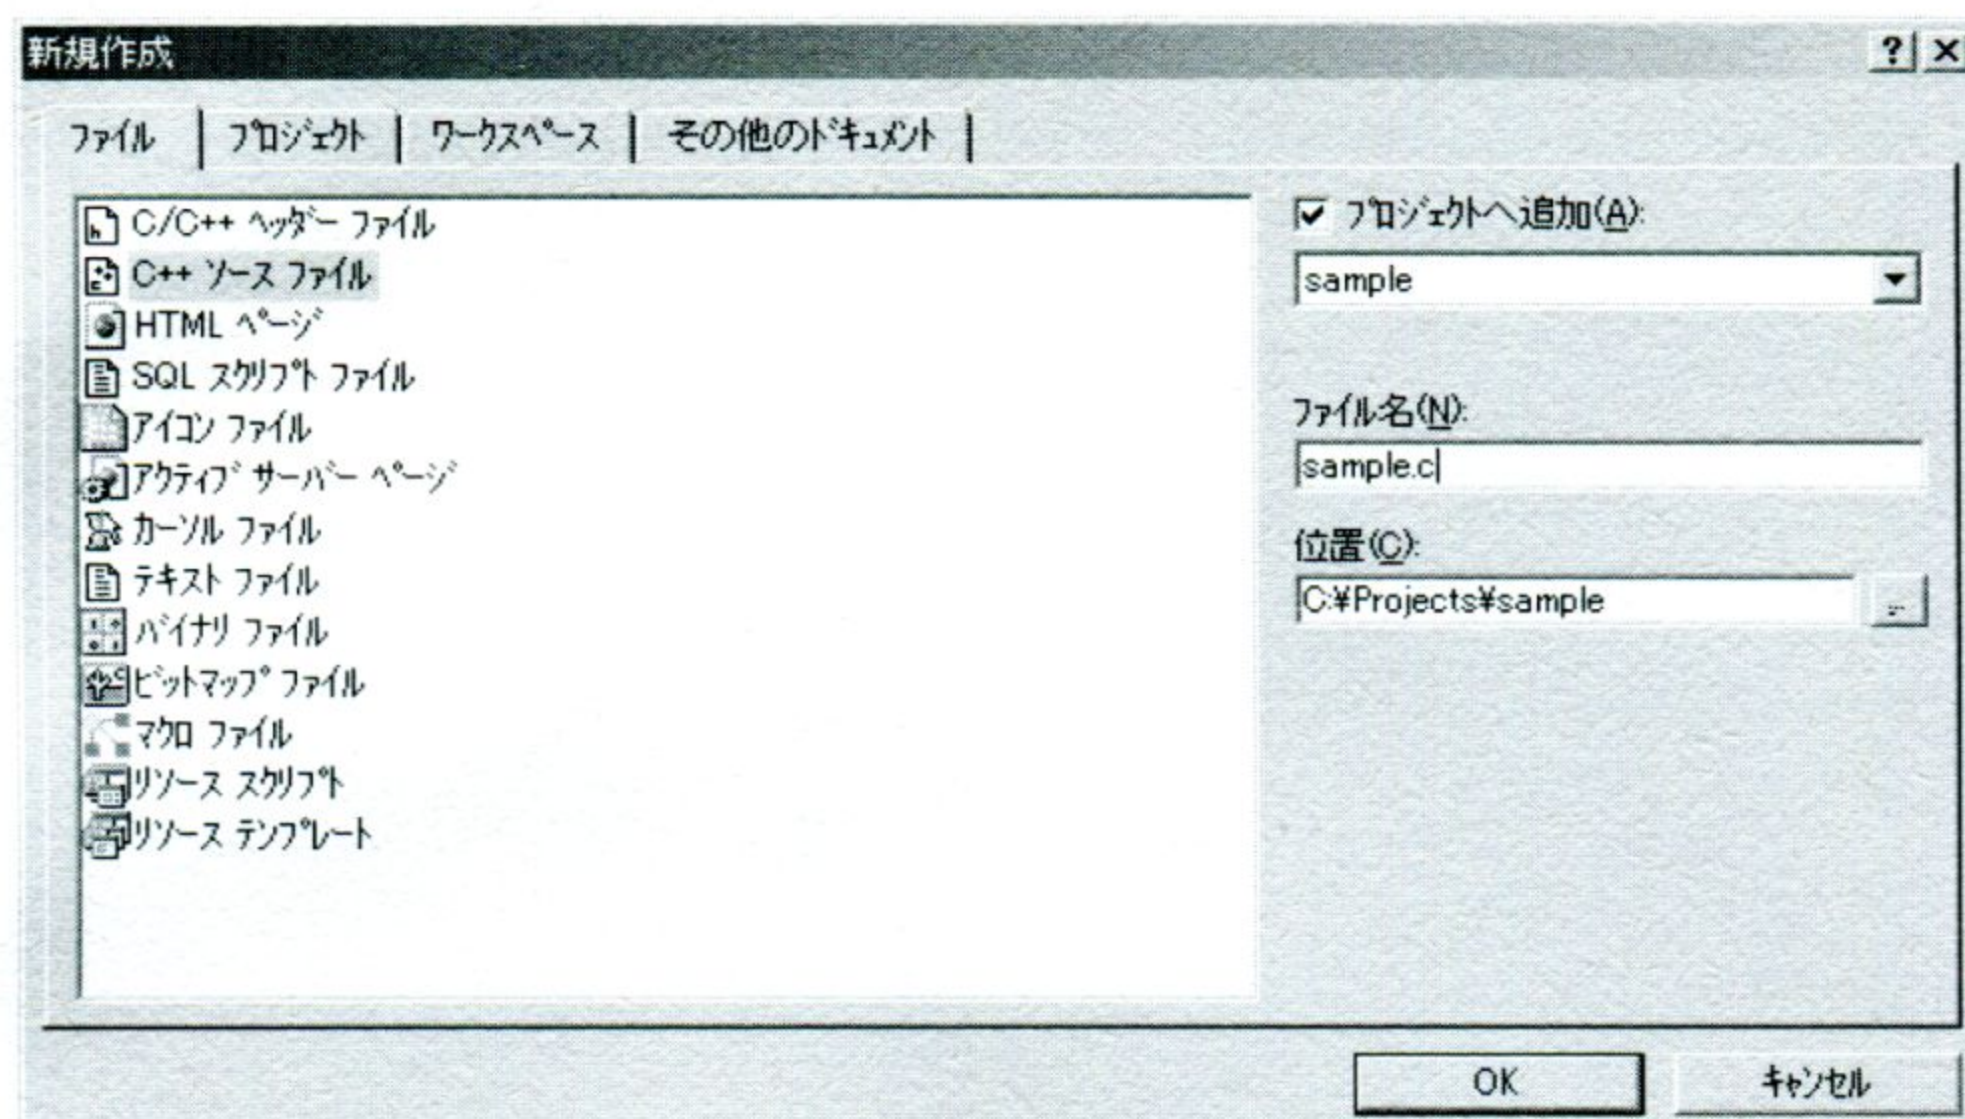 新規作成
ファイル
プロジェクト
ワークスペース
その他のドキュメント
C/C++ ヘッダー ファイル
C++ ソース ファイル
HTML ページ
SQL スクリプト ファイル
アイコン ファイル
アクティブ サーバー ページ
カーソル ファイル
テキスト ファイル
バイナリ ファイル
ビットマップ ファイル
マクロ ファイル
リソース スクリプト
リソース テンプレート
プロジェクトへ追加(A):
sample
ファイル名(N):
sample.c
位置(C):
C:¥Projects¥sample
...
OK
キャンセル